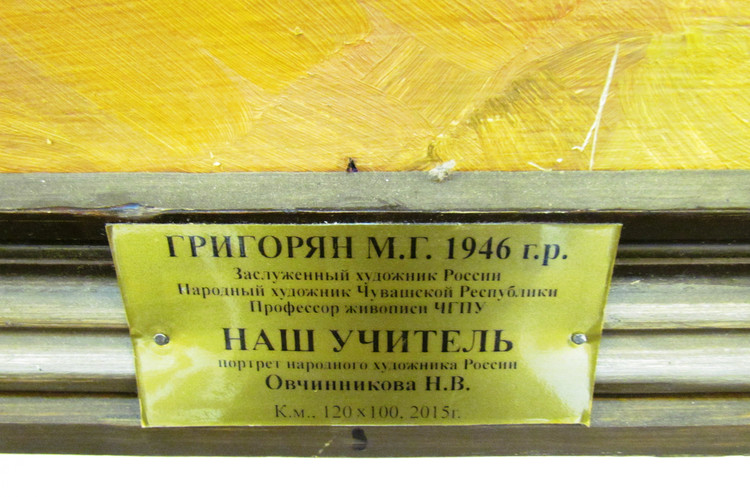 ГРИГОРЯН М.Г. 1946 г.р.
Заслуженный художник России
Народный художник Чувашской Республики
Профессор живописи ЧГПУ
НАШ УЧИТЕЛЬ
портрет народного художника России
Овчинникова Н.В.
К.м., 120 х 100, 2015г.